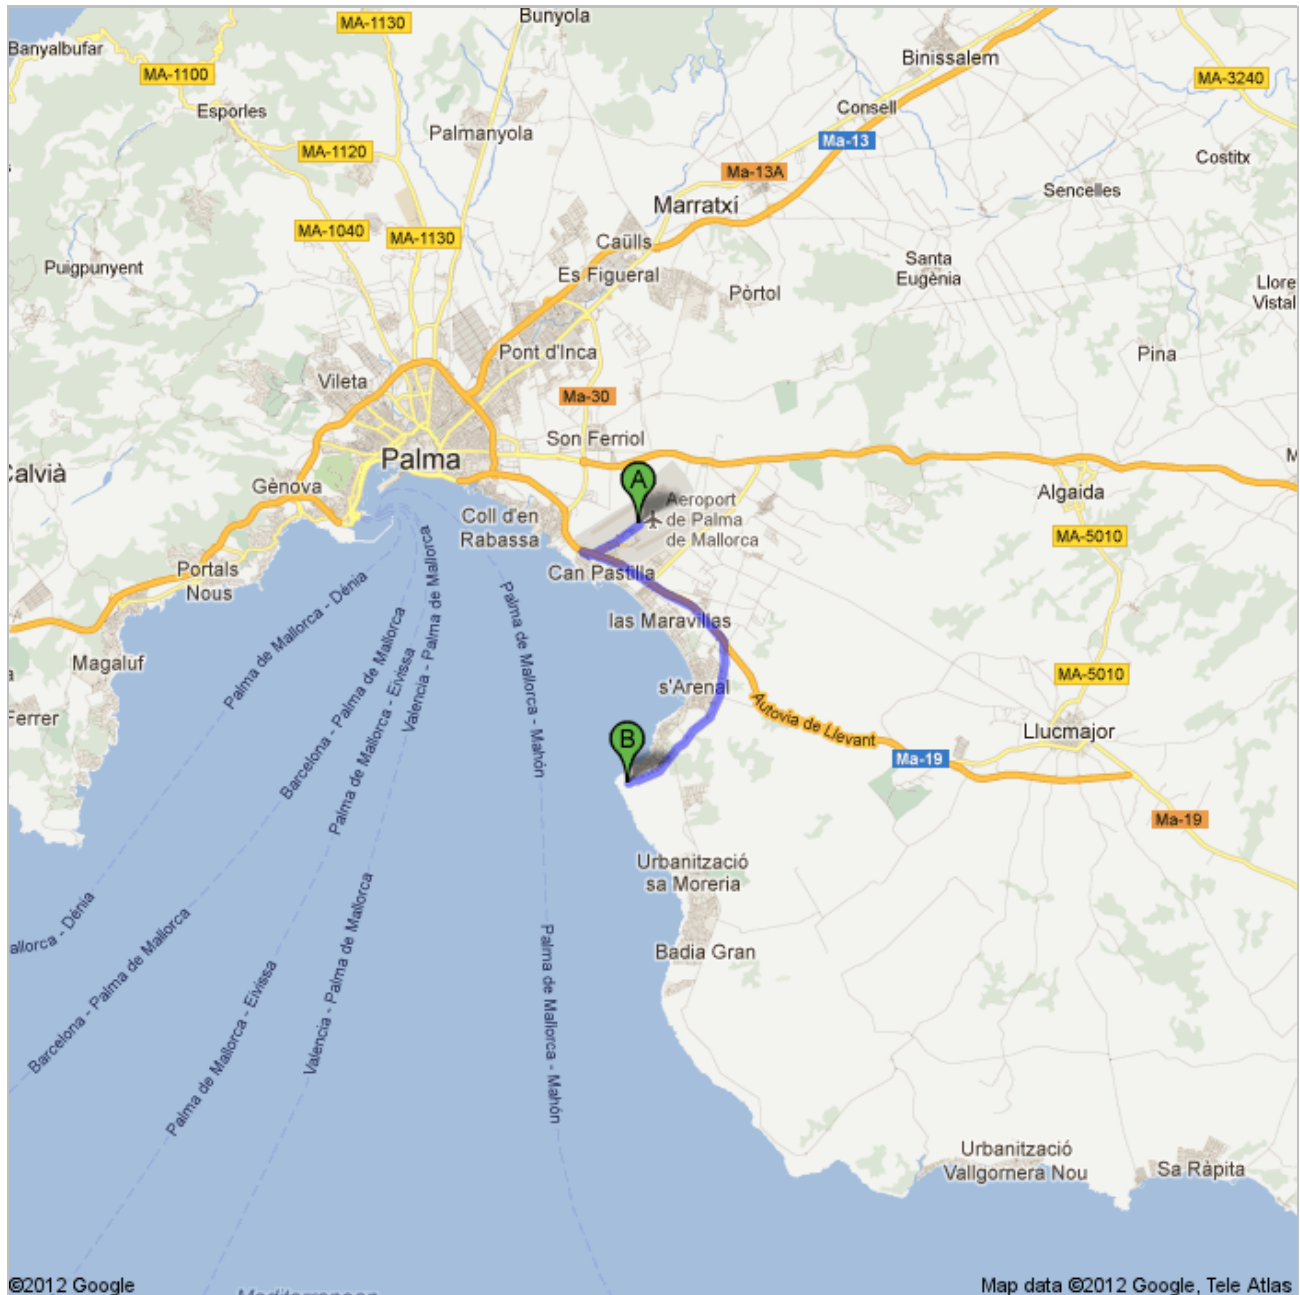 Bunyola
MA-1130
Banyalbufar
Binissalem
MA-1100
MA-3240
Esporles
Consell
Palmanyola
Ma-13
MA-1120
Costitx
Ma-13A
Sencelles
Marratxí
MA-1040
MA-1130
Caülls
Puigpunyent
Es Figueral
Santa
Eugènia
Pòrtol
Llore
Vistal
Pont d'Inca
Pina
Vileta
Ma-30
Son Ferriol
Palma
M
Calvià
A
Gènova
Algaida
Aeroport
de Palma
de Mallorca
Coll d'en
Rabassa
MA-5010
Portals
Nous
Can Pastilla
Palma de Mallorca - Dénia
Barcelona - Palma de Mallorca
Palma de Mallorca - Eivissa
Valencia - Palma de Mallorca
Palma de Mallorca - Mahón
las Maravillas
Magaluf
MA-5010
s'Arenal
Ferrer
Autovia de Llevant
Llucmajor
B
Ma-19
Ma-19
Urbanització
sa Moreria
Badia Gran
allorca - Dénia
Barcelona - Palma de Mallorca
Palma de Mallorca - Eivissa
Valencia - Palma de Mallorca
Palma de Mallorca - Mahón
Urbanització
Vallgornera Nou
Sa Ràpita
©2012 Google
Mediterranean
Map data ©2012 Google, Tele Atlas